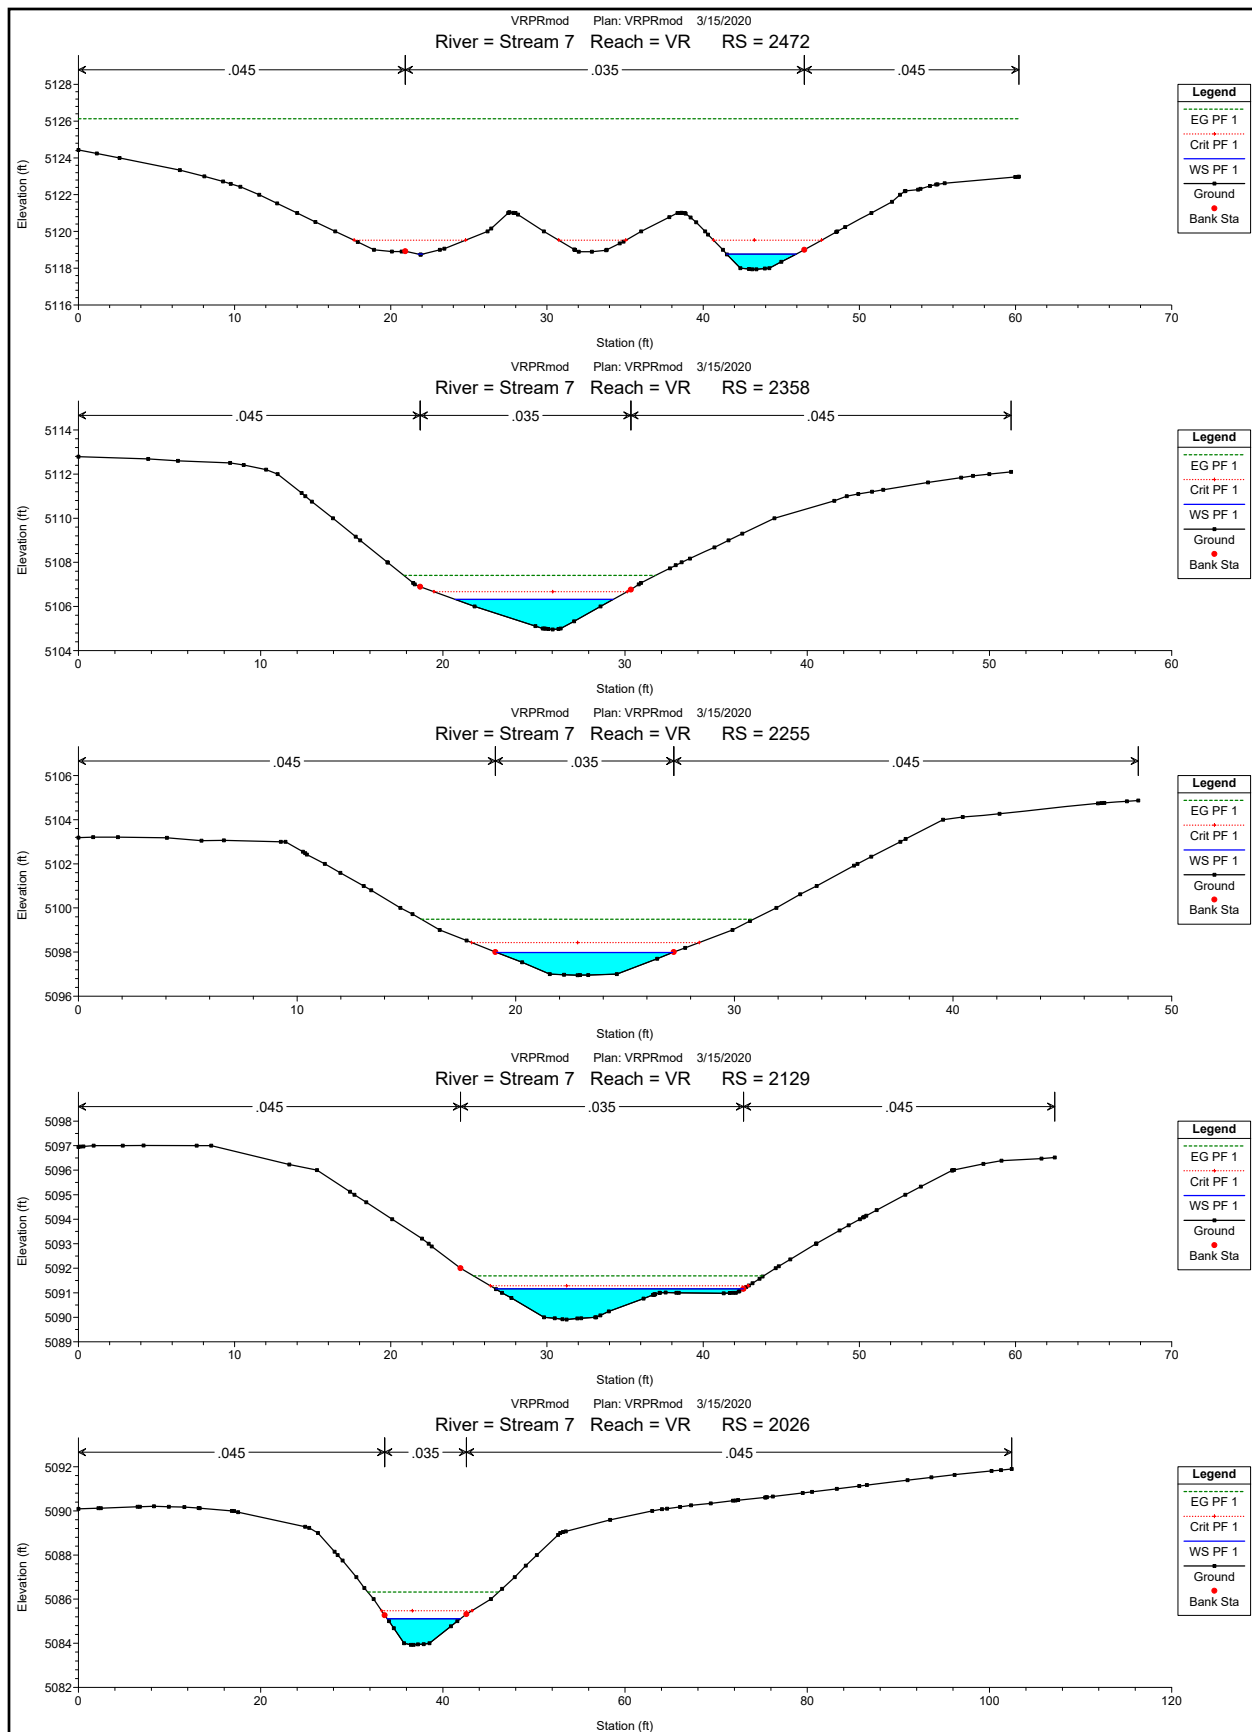 VRPRmod Plan: VRPRmod 3/15/2020
River = Stream 7 Reach = VR RS = 2472
.045 .035 .045
5128
5126
5124
5122
5120
5118
5116
Elevation (ft)
0 10 20 30 40 50 60 70
Station (ft)
Legend
EG PF 1
Crit PF 1
WS PF 1
Ground
Bank Sta
VRPRmod Plan: VRPRmod 3/15/2020
River = Stream 7 Reach = VR RS = 2358
.045 .035 .045
5114
5112
5110
5108
5106
5104
Elevation (ft)
0 10 20 30 40 50 60
Station (ft)
Legend
EG PF 1
Crit PF 1
WS PF 1
Ground
Bank Sta
VRPRmod Plan: VRPRmod 3/15/2020
River = Stream 7 Reach = VR RS = 2255
.045 .035 .045
5106
5104
5102
5100
5098
5096
Elevation (ft)
0 10 20 30 40 50
Station (ft)
Legend
EG PF 1
Crit PF 1
WS PF 1
Ground
Bank Sta
VRPRmod Plan: VRPRmod 3/15/2020
River = Stream 7 Reach = VR RS = 2129
.045 .035 .045
5098
5097
5096
5095
5094
5093
5092
5091
5090
5089
Elevation (ft)
0 10 20 30 40 50 60 70
Station (ft)
Legend
EG PF 1
Crit PF 1
WS PF 1
Ground
Bank Sta
VRPRmod Plan: VRPRmod 3/15/2020
River = Stream 7 Reach = VR RS = 2026
.045 .035 .045
5092
5090
5088
5086
5084
5082
Elevation (ft)
0 20 40 60 80 100 120
Station (ft)
Legend
EG PF 1
Crit PF 1
WS PF 1
Ground
Bank Sta